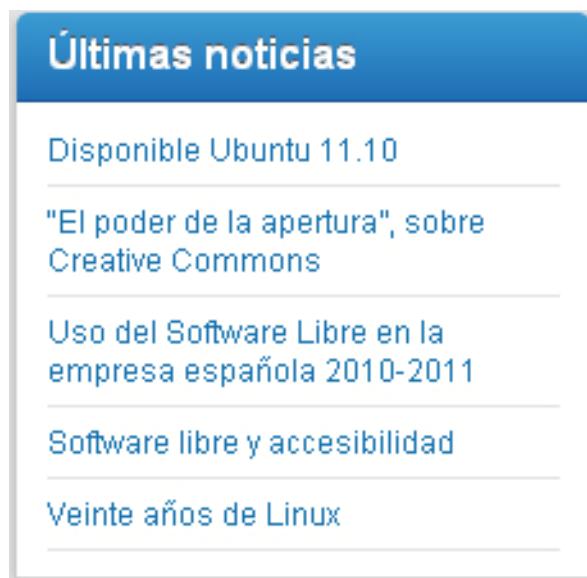 Últimas noticias
Disponible Ubuntu 11.10
"El poder de la apertura", sobre
Creative Commons
Uso del Software Libre en la
empresa española 2010-2011
Software libre y accesibilidad
Veinte años de Linux